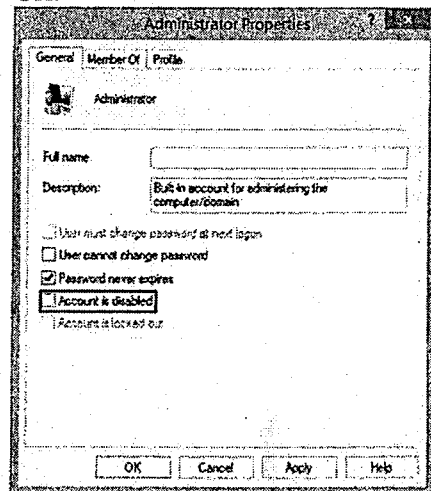 Administrator Properties ?
General Member Of Profile
Administrator
Full name
Description: Built-in account for administering the
computer/domain
User must change password at next logon
User cannot change password
Password never expires
Account is disabled
Account is locked out
OK Cancel Apply Help